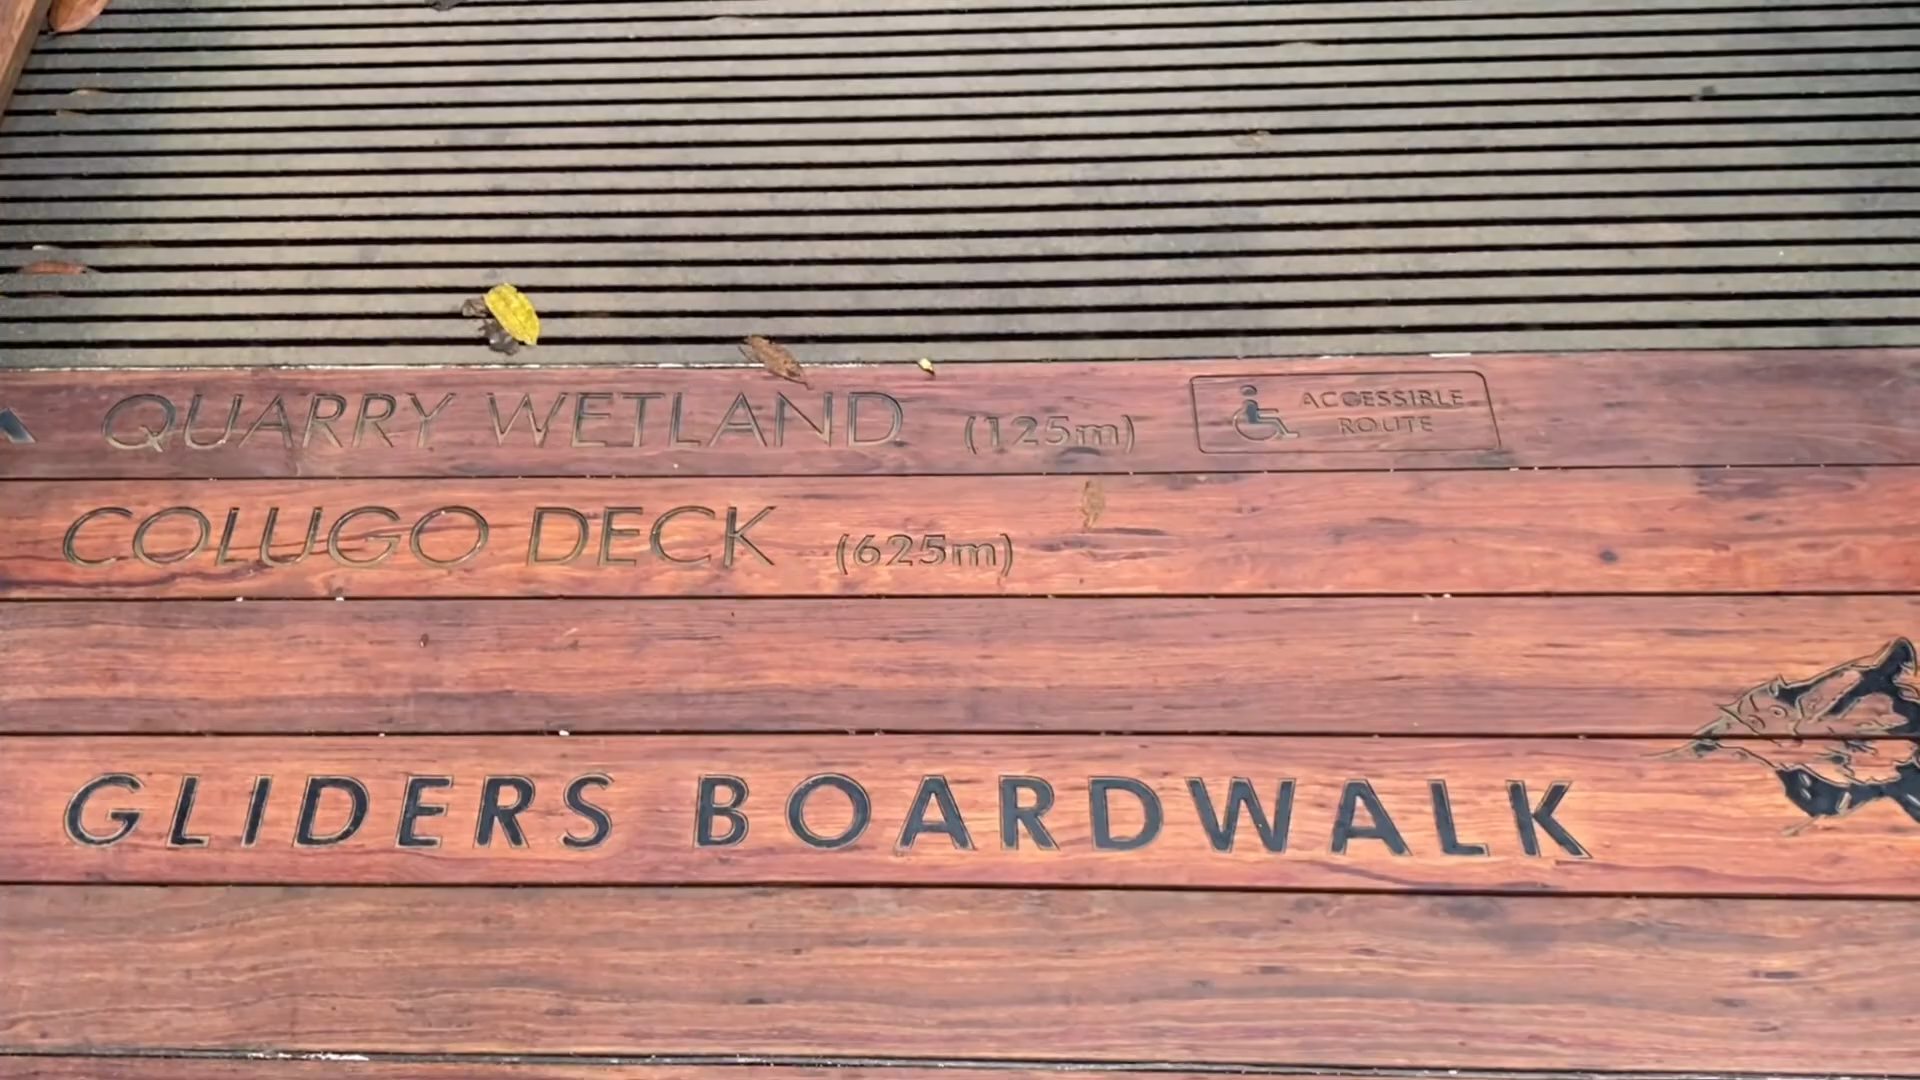 QUARRY WETLAND (125m) ACCESSIBLE
ROUTE
COLUGO DECK (625m)
GLIDERS BOARDWALK